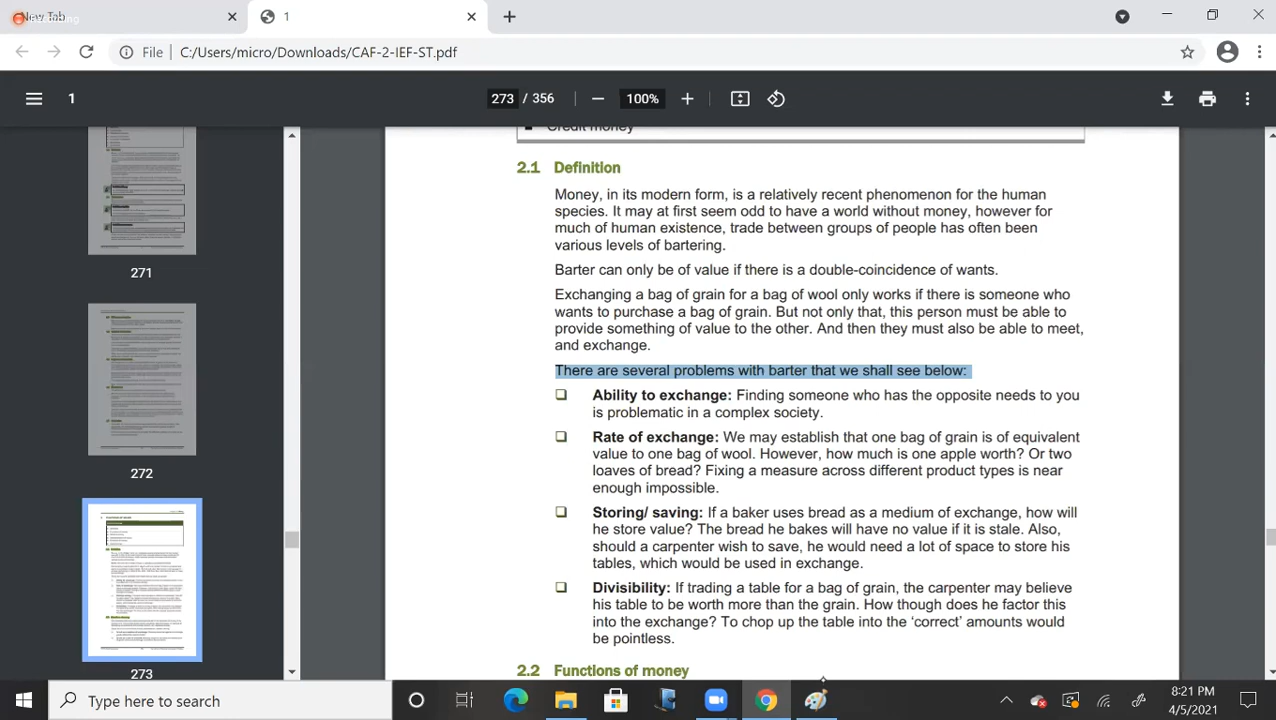 New Tab
Recording
1
File
C:/Users/micro/Downloads/CAF-2-IEF-ST.pdf
1
273 / 356
100%
271
272
273
Credit money
2.1 Definition
Money, in its modern form, is a relatively recent phenomenon for the human
species. It may at first seem odd to have a world without money, however for
much of human existence, trade between groups of people has often been
various levels of bartering.
Barter can only be of value if there is a double-coincidence of wants.
Exchanging a bag of grain for a bag of wool only works if there is someone who
wants to purchase a bag of grain. But not only that, this person must be able to
provide something of value to the other. And then they must also be able to meet,
and exchange.
There are several problems with barter that we shall see below:
Ability to exchange: Finding someone who has the opposite needs to you
is problematic in a complex society.
Rate of exchange: We may establish that one bag of grain is of equivalent
value to one bag of wool. However, how much is one apple worth? Or two
loaves of bread? Fixing a measure across different product types is near
enough impossible.
Storing/ saving: If a baker uses bread as a medium of exchange, how will
he store value? The bread he bakes will have no value if it is stale. Also,
should a carpenter wish to save, he would need a lot of space to store his
tables, which would be used in exchange.
Divisibility: If trading a table for a bag of grain, the carpenter may believe
his table to be worth more than the grain. How though does he factor this
into the exchange? To chop up the table into the ‘correct’ amounts would
be pointless.
2.2 Functions of money
Type here to search
8:21 PM
4/5/2021